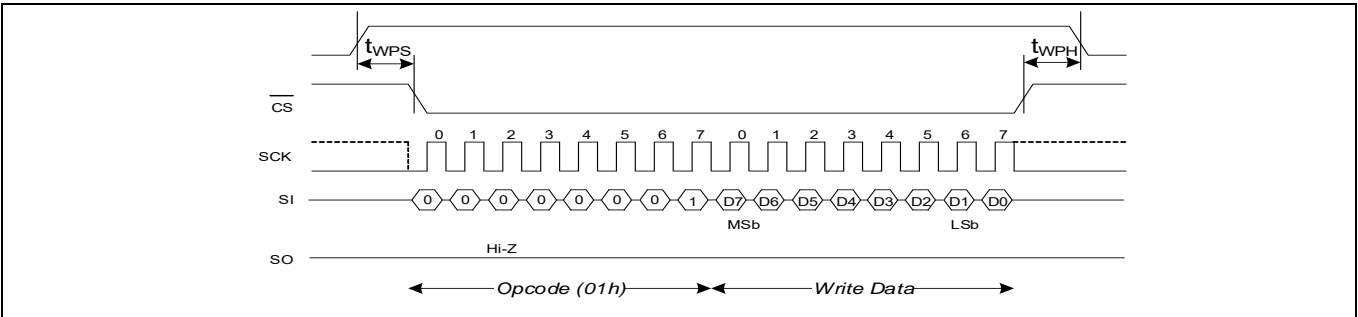 tWPS tWPH
CS
0 1 2 3 4 5 6 7 0 1 2 3 4 5 6 7
SCK
SI 0 0 0 0 0 0 0 1 D7 D6 D5 D4 D3 D2 D1 D0
MSb LSb
Hi-Z
SO
Opcode (01h) Write Data